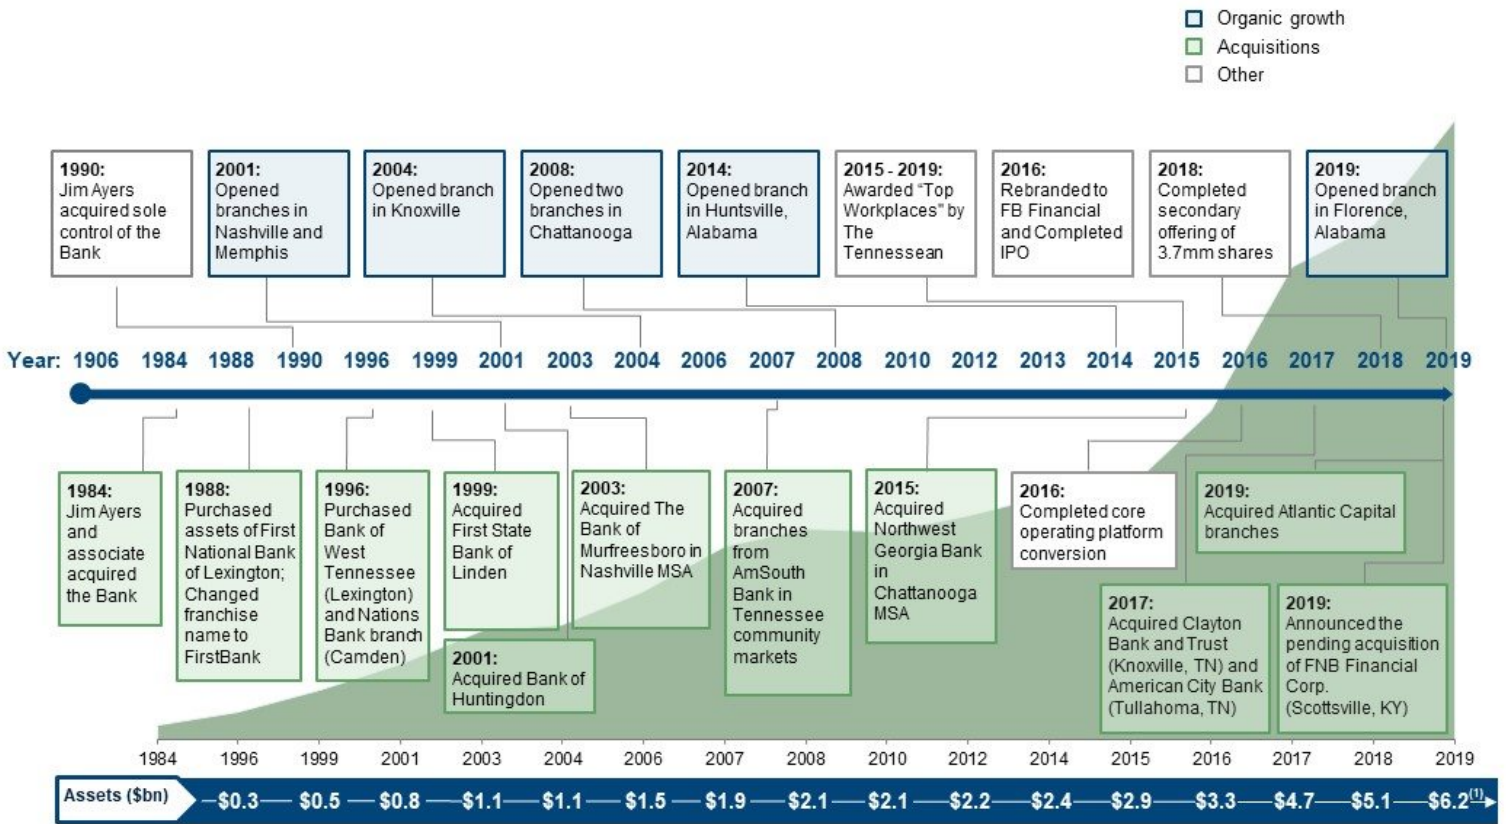 Organic growth
Acquisitions
Other
1990:
Jim Ayers
acquired sole
control of the
Bank
2001:
Opened
branches in
Nashville and
Memphis
2004:
Opened branch
in Knoxville
2008:
Opened two
branches in
Chattanooga
2014:
Opened branch
in Huntsville,
Alabama
2015 - 2019:
Awarded “Top
Workplaces” by
The
Tennessean
2016:
Rebranded to
FB Financial
and Completed
IPO
2018:
Completed
secondary
offering of
3.7mm shares
2019:
Opened branch
in Florence,
Alabama
Year: 1906 1984 1988 1990 1996 1999 2001 2003 2004 2006 2007 2008 2010 2012 2013 2014 2015 2016 2017 2018 2019
1984:
Jim Ayers
and
associate
acquired
the Bank
1988:
Purchased
assets of First
National Bank
of Lexington;
Changed
franchise
name to
FirstBank
1996:
Purchased
Bank of
West
Tennessee
(Lexington)
and Nations
Bank branch
(Camden)
1999:
Acquired
First State
Bank of
Linden
2001:
Acquired Bank of
Huntingdon
2003:
Acquired The
Bank of
Murfreesboro in
Nashville MSA
2007:
Acquired
branches
from
AmSouth
Bank in
Tennessee
community
markets
2015:
Acquired
Northwest
Georgia Bank
in
Chattanooga
MSA
2016:
Completed core
operating platform
conversion
2019:
Acquired Atlantic Capital
branches
2017:
Acquired Clayton
Bank and Trust
(Knoxville, TN) and
American City Bank
(Tullahoma, TN)
2019:
Announced the
pending acquisition
of FNB Financial
Corp.
(Scottsville, KY)
1984 1996 1999 2001 2003 2004 2006 2007 2008 2010 2012 2014 2015 2016 2017 2018 2019
Assets ($bn) $0.3 $0.5 $0.8 $1.1 $1.1 $1.5 $1.9 $2.1 $2.1 $2.2 $2.4 $2.9 $3.3 $4.7 $5.1 $6.2(1)